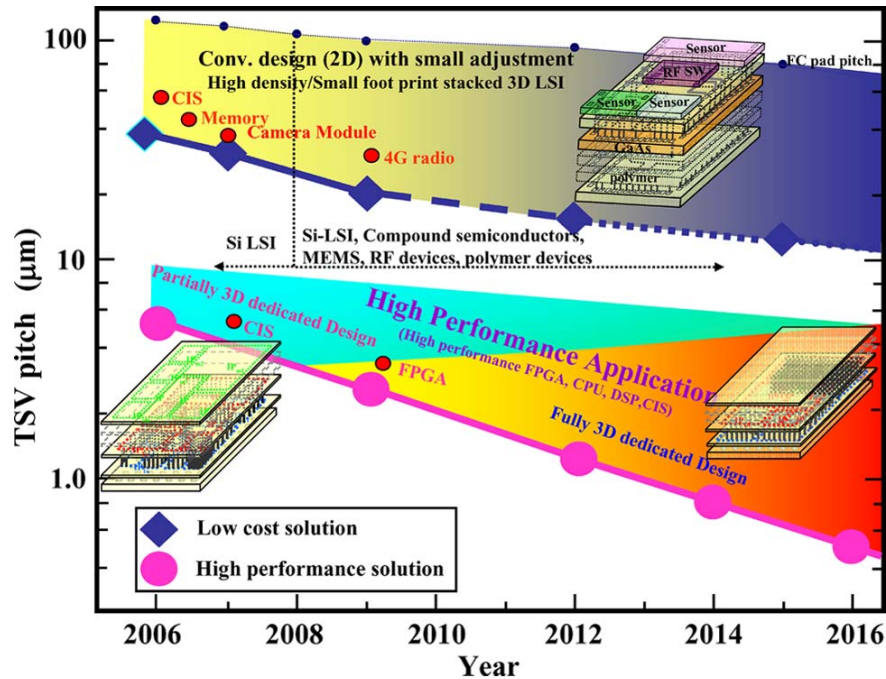 100
10
1.0
TSV pitch (μm)
Conv. design (2D) with small adjustment
High density/Small foot print stacked 3D LSI
CIS
Memory
Camera Module
4G radio
FC pad pitch
Sensor
RF SW
Sensor
Sensor
GaAs
polymer
Si LSI
Si-LSI, Compound semiconductors,
MEMS, RF devices, polymer devices
Partially 3D dedicated Design
CIS
FPGA
High Performance Application
(High performance FPGA, CPU, DSP,CIS)
Fully 3D dedicated Design
Low cost solution
High performance solution
2006
2008
2010
2012
2014
2016
Year